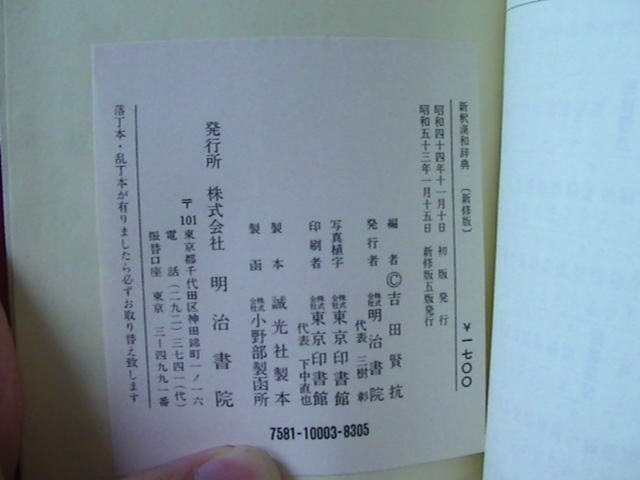 新釈漢和辞典〔新修版〕
昭和四十四年十一月十日 初版発行
昭和五十三年一月十五日 新修版五版発行
¥一七〇〇
編者 ©吉田賢抗
発行者 株式会社 明治書院
代表 三樹彰
写真植字 株式会社 東京印書館
印刷者 株式会社 東京印書館
代表 下中直也
製本 誠光社製本
製函 株式会社 小野部製函所
発行所 株式会社 明治書院
〒101 東京都千代田区神田錦町一ノ一六
電話(二九二)三七四一(代)
振替口座 東京 三―四九九一番
落丁本・乱丁本が有りましたら必ずお取り替え致します
7581-10003-8305